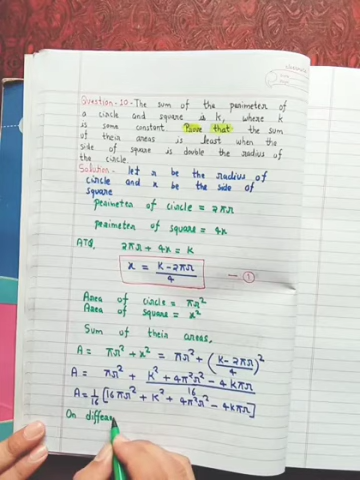 Question-10- The sum of the perimeter of
a circle and square is k, where k
is some constant. Prove that the sum
of their areas is least when the
side of square is double the radius of
the circle.
Solution- let r be the radius of
circle and x be the side of
square
perimeter of circle = 2πr
perimeter of square = 4x
ATQ, 2πr + 4x = k
x = (k-2πr)/4 — ①
Area of circle = πr²
Area of square = x²
Sum of their areas,
A = πr² + x² = πr² + ((k-2πr)/4)²
A = πr² + (k² + 4π²r² - 4kπr)/16
A = 1/16 [16πr² + k² + 4π²r² - 4kπr]
On differe